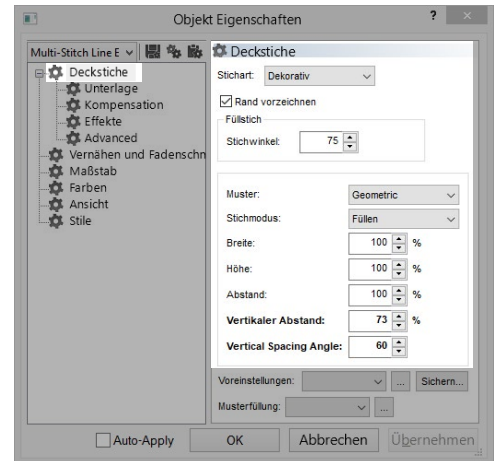 Objekt Eigenschaften ?
Multi-Stitch Line E
Deckstiche
Unterlage
Kompensation
Effekte
Advanced
Vernähen und Fadenschn
Maßstab
Farben
Ansicht
Stile
Deckstiche
Stichart: Dekorativ
Rand vorzeichnen
Füllstich
Stichwinkel: 75
Muster: Geometric
Stichmodus: Füllen
Breite: 100 %
Höhe: 100 %
Abstand: 100 %
Vertikaler Abstand: 73 %
Vertical Spacing Angle: 60
Voreinstellungen: ... Sichern...
Musterfüllung: ...
Auto-Apply OK Abbrechen Übernehmen